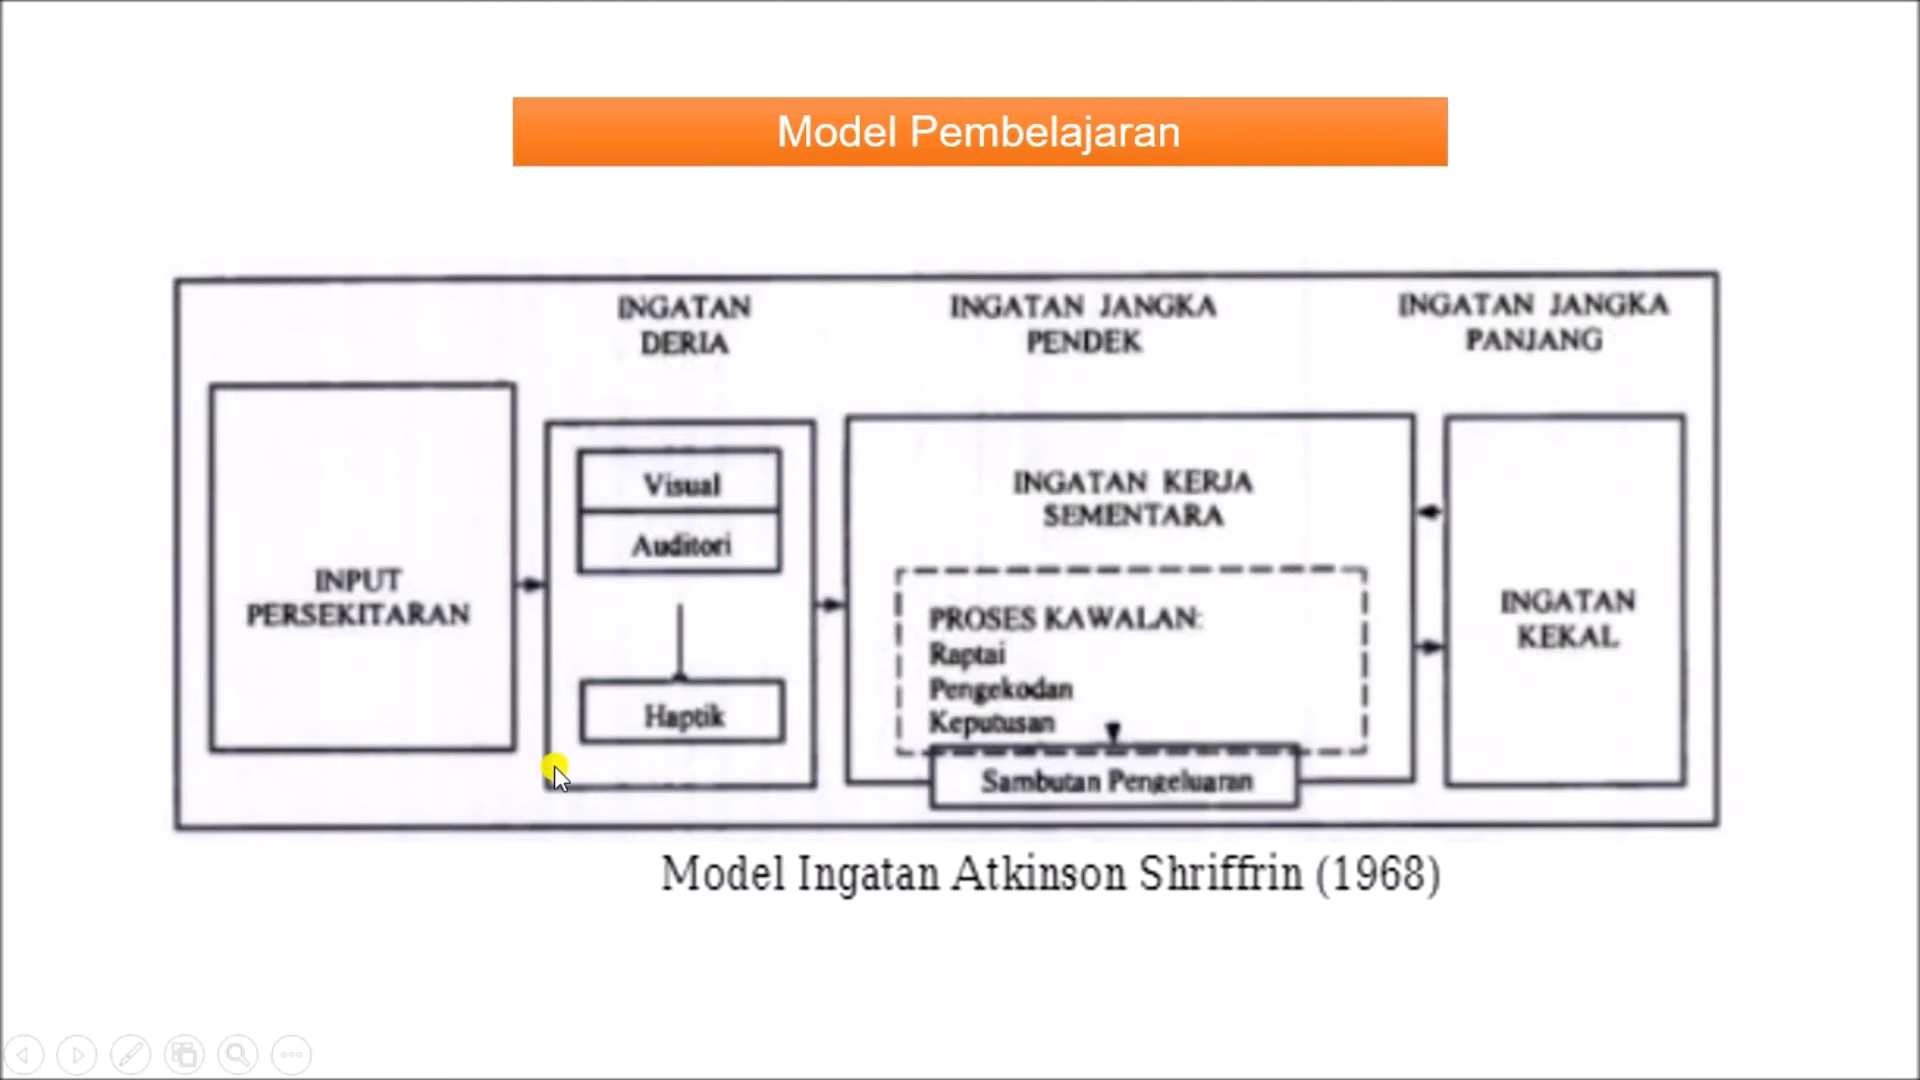 Model Pembelajaran
INGATAN
DERIA
INGATAN JANGKA
PENDEK
INGATAN JANGKA
PANJANG
INPUT
PERSEKITARAN
Visual
Auditori
Haptik
INGATAN KERJA
SEMENTARA
PROSES KAWALAN:
Raptai
Pengekodan
Keputusan
Sambutan Pengeluaran
INGATAN
KEKAL
Model Ingatan Atkinson Shriffrin (1968)